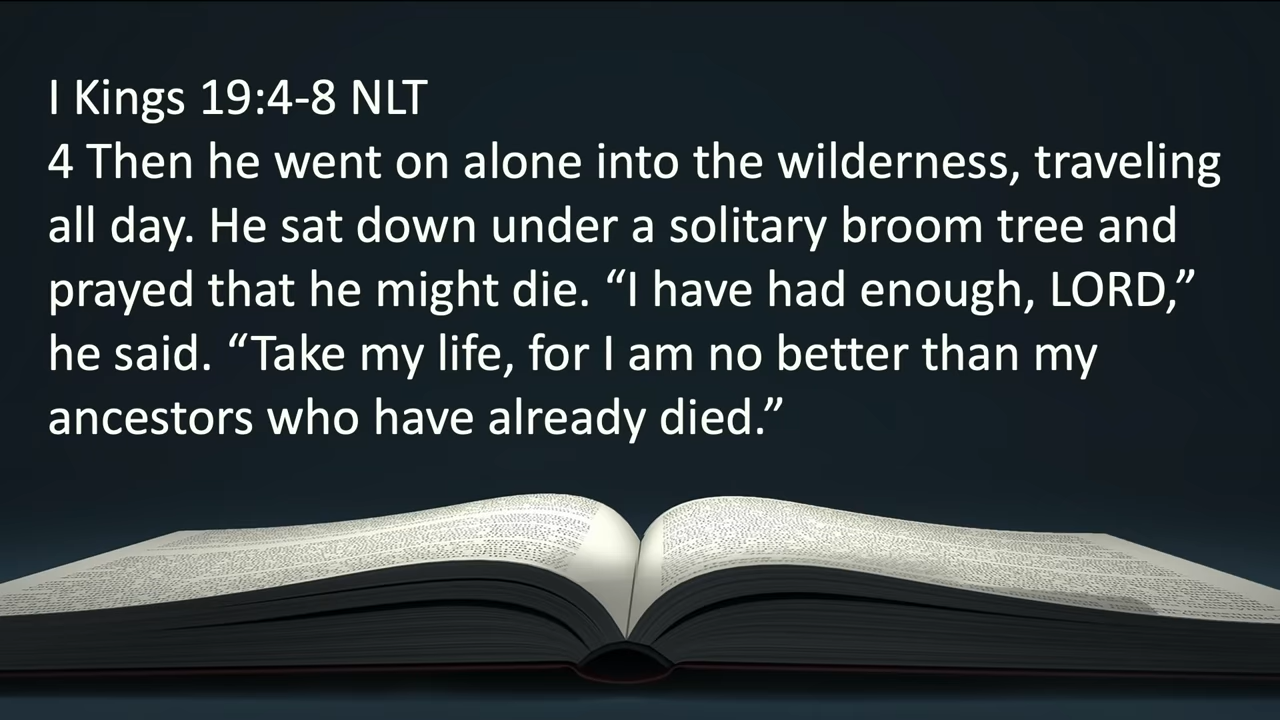 I Kings 19:4-8 NLT
4 Then he went on alone into the wilderness, traveling
all day. He sat down under a solitary broom tree and
prayed that he might die. “I have had enough, LORD,”
he said. “Take my life, for I am no better than my
ancestors who have already died.”